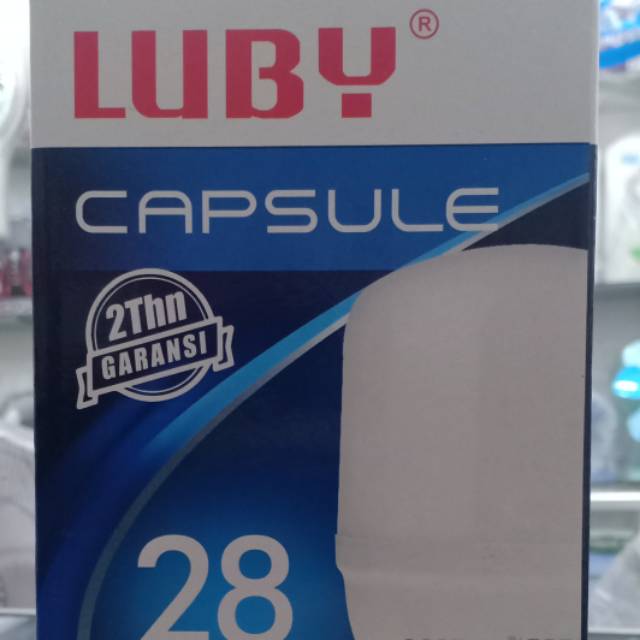 LUBY®
CAPSULE
2Thn
GARANSI
28